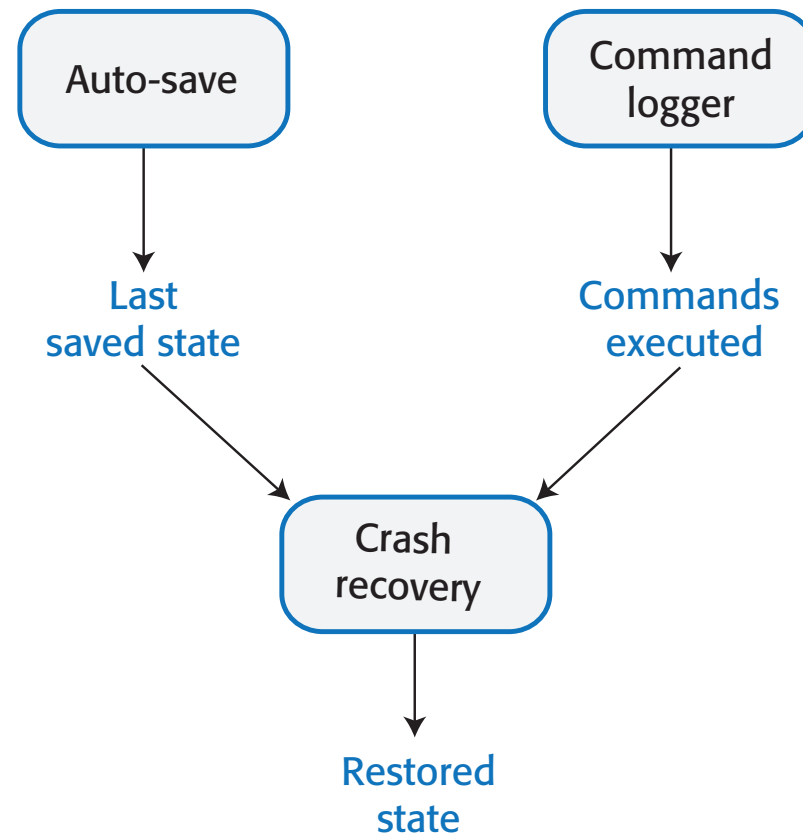 Auto-save
Command
logger
Last
saved state
Commands
executed
Crash
recovery
Restored
state